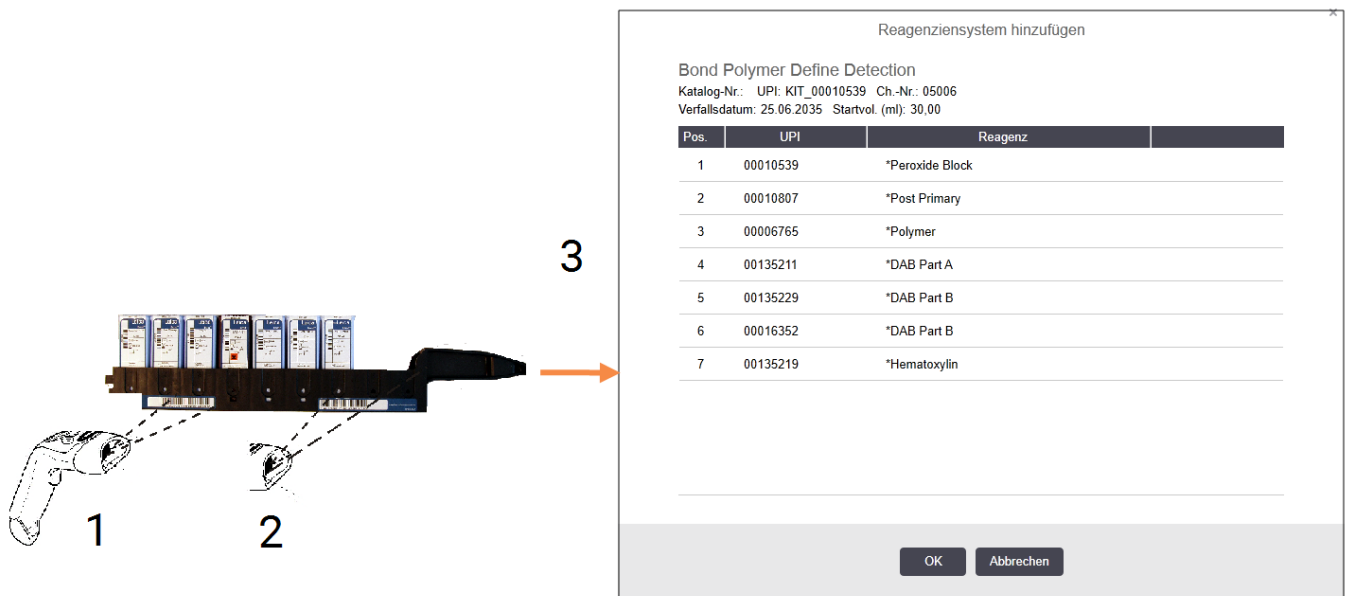 Reagenziensystem hinzufügen
Bond Polymer Define Detection
Katalog-Nr.: UPI: KIT_00010539 Ch.-Nr.: 05006
Verfallsdatum: 25.06.2035 Startvol. (ml): 30,00
Pos. UPI Reagenz
1 00010539 *Peroxide Block
2 00010807 *Post Primary
3 00006765 *Polymer
4 00135211 *DAB Part A
5 00135229 *DAB Part B
6 00016352 *DAB Part B
7 00135219 *Hematoxylin
OK Abbrechen
3
1
2